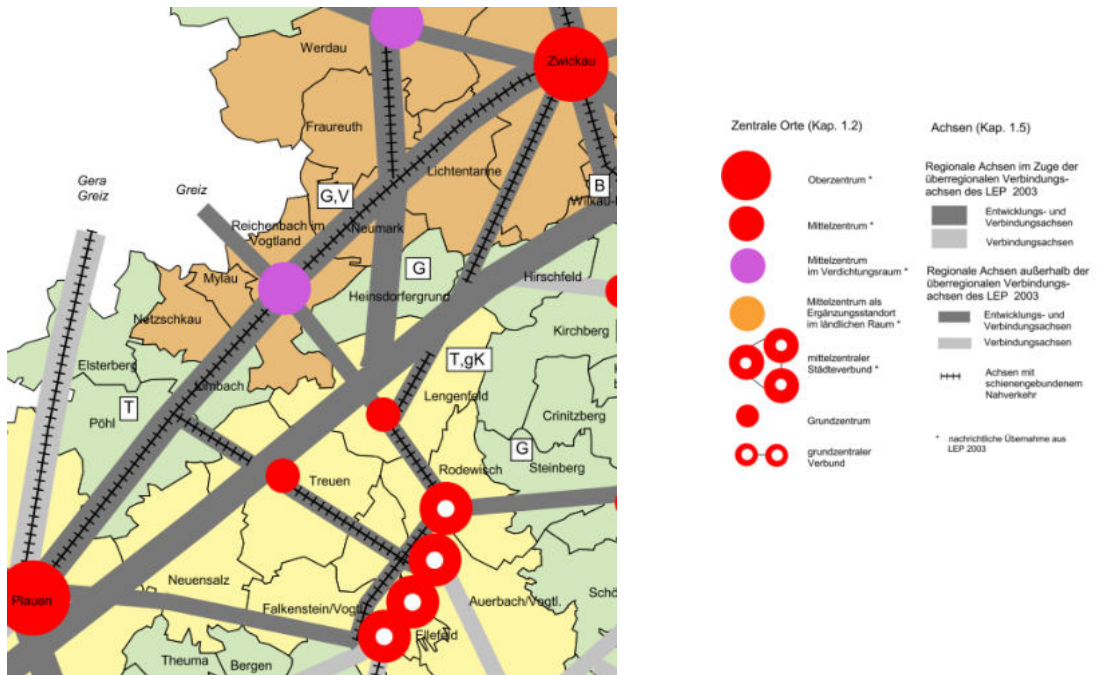 Werdau
Zwickau
Fraureuth
Lichtentanne
Gera
Greiz
Greiz
G,V
B
Wilkau-
Reichenbach im
Vogtland
Neumark
G
Mylau
Hirschfeld
Heinsdorfergrund
Netzschkau
Kirchberg
T,gK
Elsterberg
Limbach
Lengenfeld
T
Pöhl
Crinitzberg
G
Rodewisch
Steinberg
Treuen
Neuensalz
Plauen
Falkenstein/Vogtl.
Auerbach/Vogtl.
Schö
Ellefeld
Theuma
Bergen
Zentrale Orte (Kap. 1.2)
Oberzentrum *
Mittelzentrum *
Mittelzentrum
im Verdichtungsraum *
Mittelzentrum als
Ergänzungsstandort
im ländlichen Raum *
mittelzentraler
Städteverbund *
Grundzentrum
grundzentraler
Verbund
Achsen (Kap. 1.5)
Regionale Achsen im Zuge der
überregionalen Verbindungs-
achsen des LEP 2003
Entwicklungs- und
Verbindungsachsen
Verbindungsachsen
Regionale Achsen außerhalb der
überregionalen Verbindungs-
achsen des LEP 2003
Entwicklungs- und
Verbindungsachsen
Verbindungsachsen
Achsen mit
schienengebundenem
Nahverkehr
* nachrichtliche Übernahme aus
LEP 2003